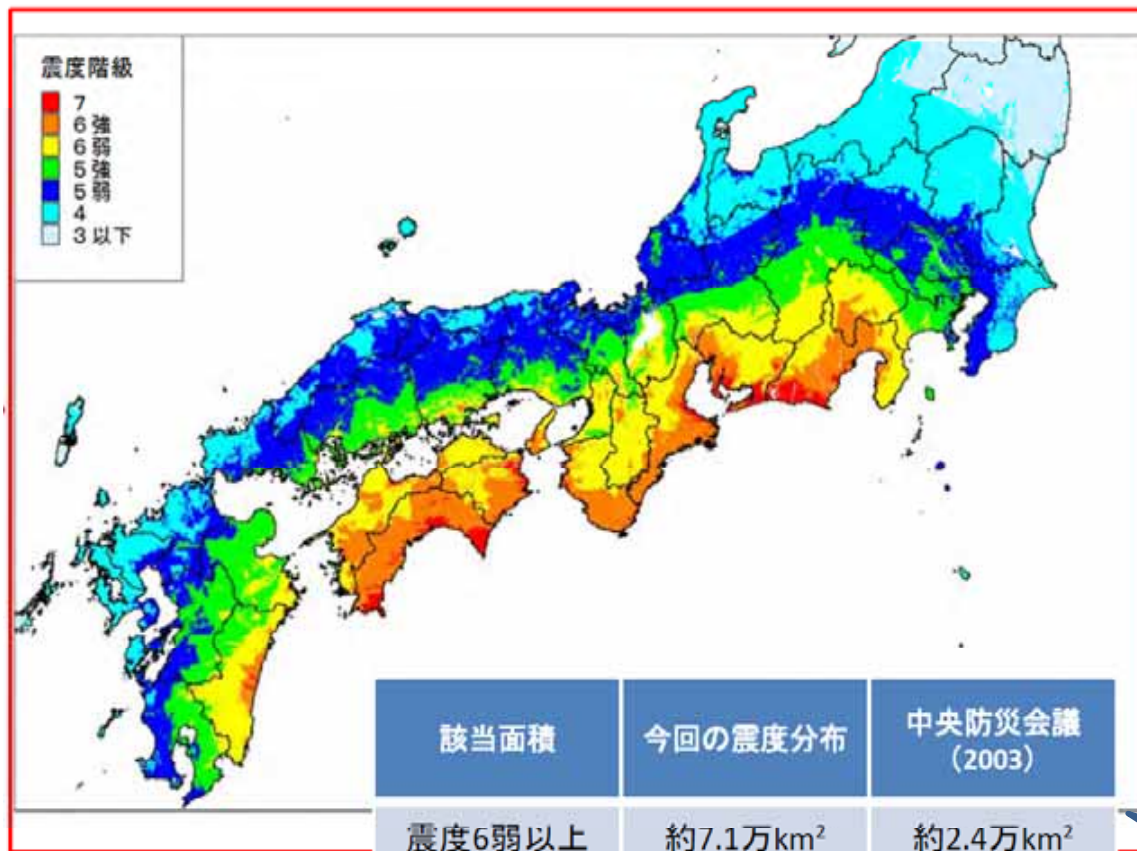 震度階級
7
6強
6弱
5強
5弱
4
3以下
該当面積 今回の震度分布 中央防災会議
（2003）
震度6弱以上 約7.1万km² 約2.4万km²